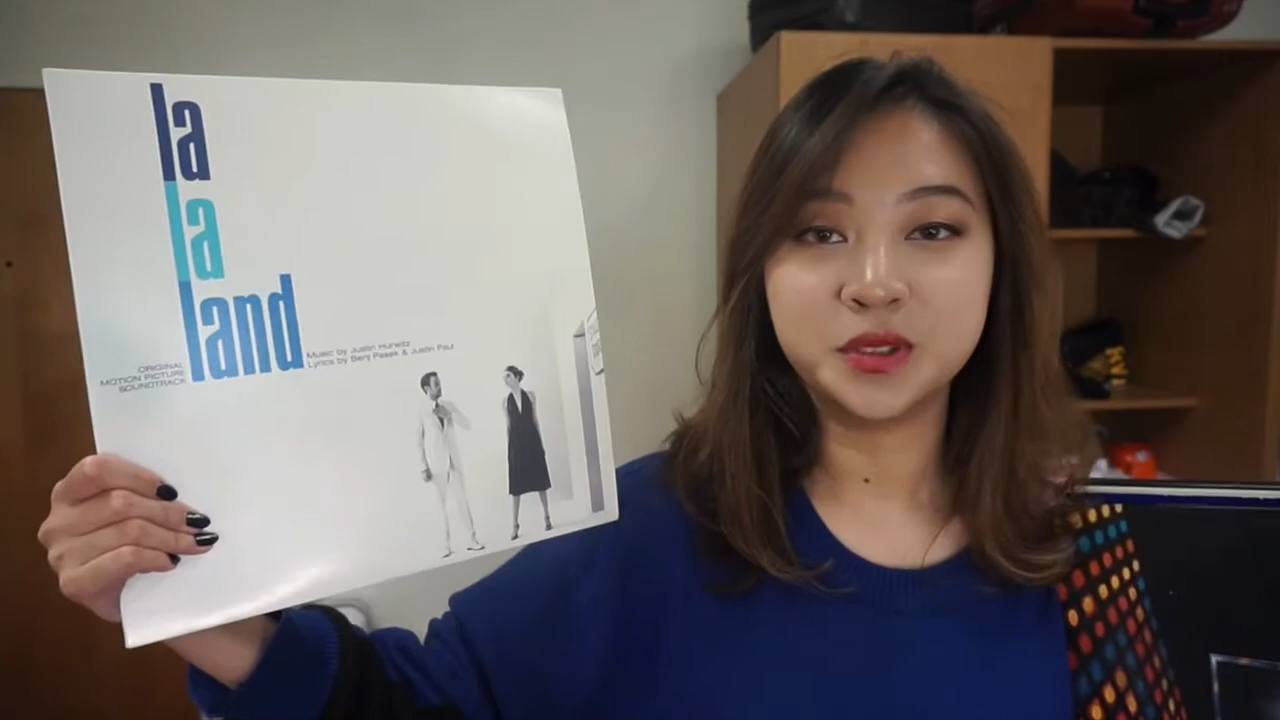 la
la
land
ORIGINAL
MOTION PICTURE
SOUNDTRACK
Music by Justin Hurwitz
Lyrics by Benj Pasek & Justin Paul